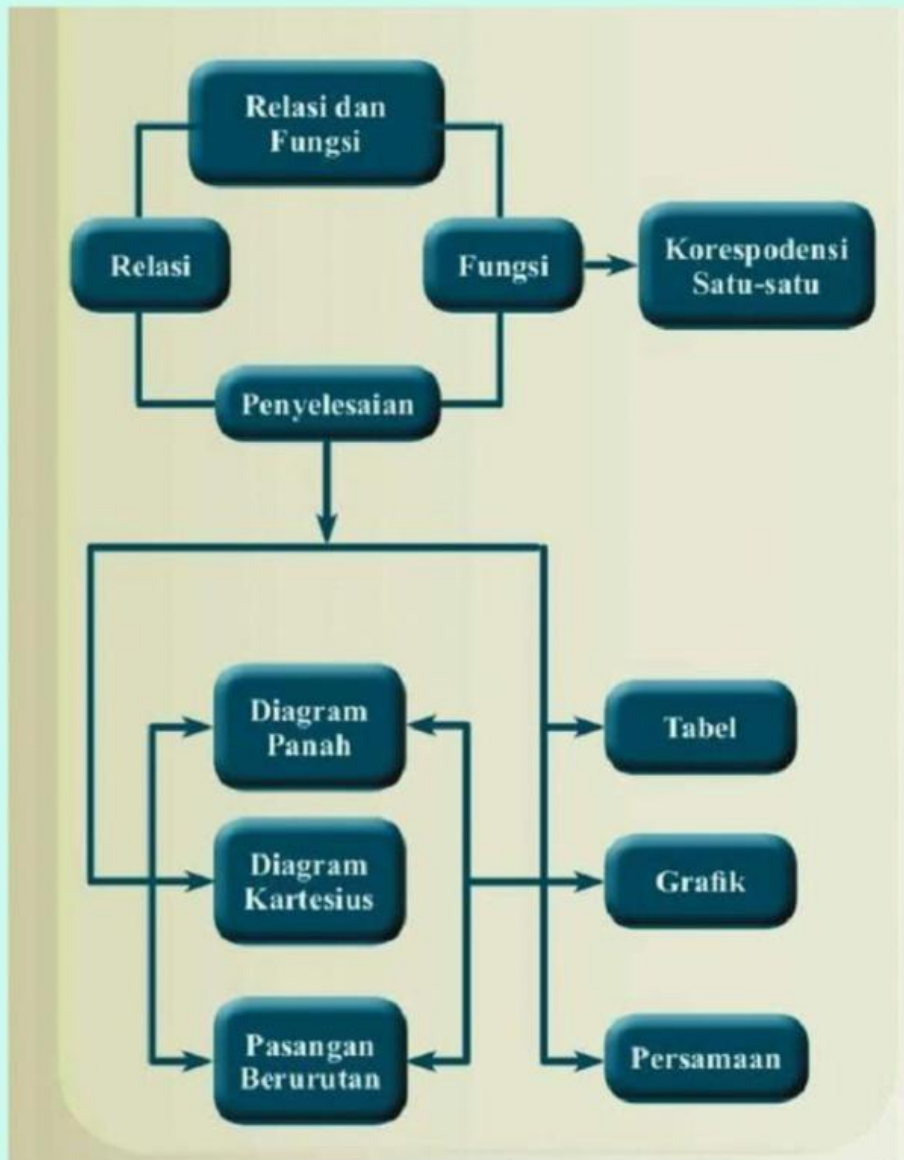 Relasi dan
Fungsi
Relasi
Fungsi
Korespodensi
Satu-satu
Penyelesaian
Diagram
Panah
Tabel
Diagram
Kartesius
Grafik
Pasangan
Berurutan
Persamaan